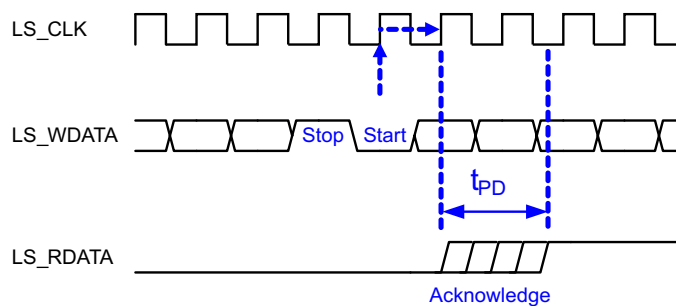 LS_CLK
LS_WDATA
Stop
Start
tPD
LS_RDATA
Acknowledge